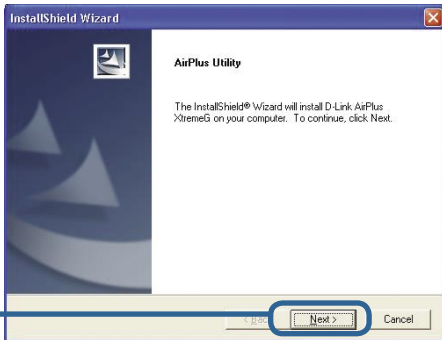 InstallShield Wizard
AirPlus Utility
The InstallShield® Wizard will install D-Link AirPlus
XtremeG on your computer. To continue, click Next.
Next >
Cancel